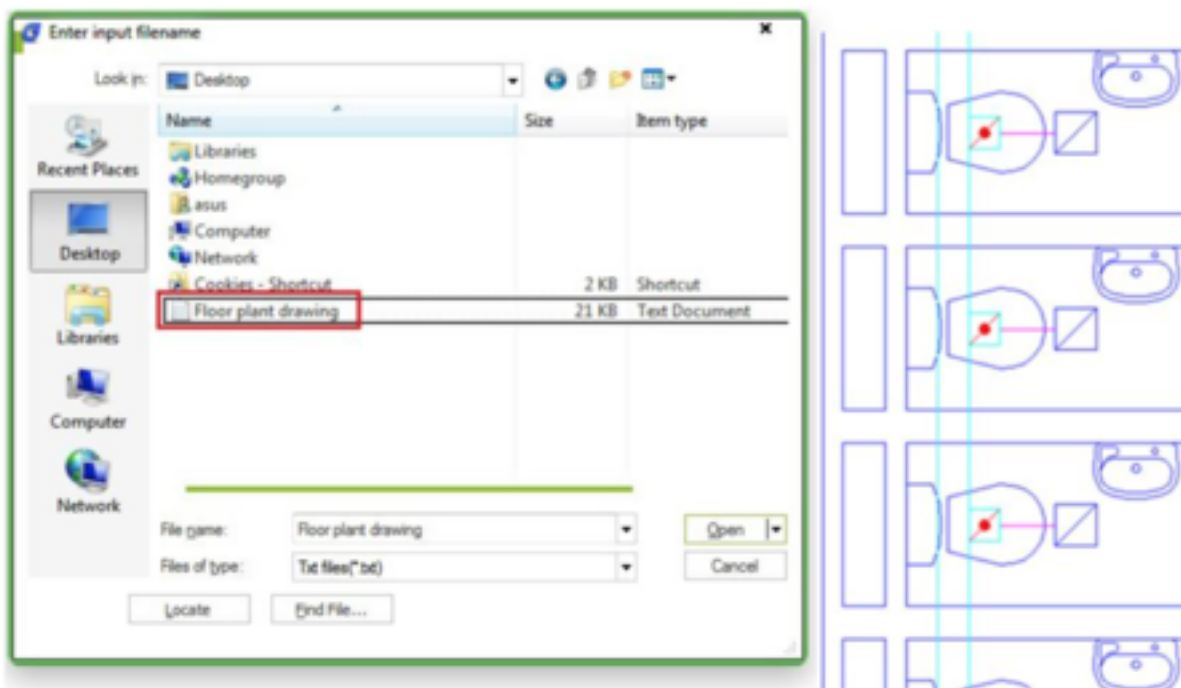 Enter input filename
Look in: Desktop
Name Size Item type
Recent Places
Desktop
Libraries
Computer
Network
Libraries
Homegroup
asus
Computer
Network
Cookies - Shortcut 2 KB Shortcut
Floor plant drawing 21 KB Text Document
File name: Floor plant drawing Open
Files of type: Txt files(*.txt) Cancel
Locate Find File...